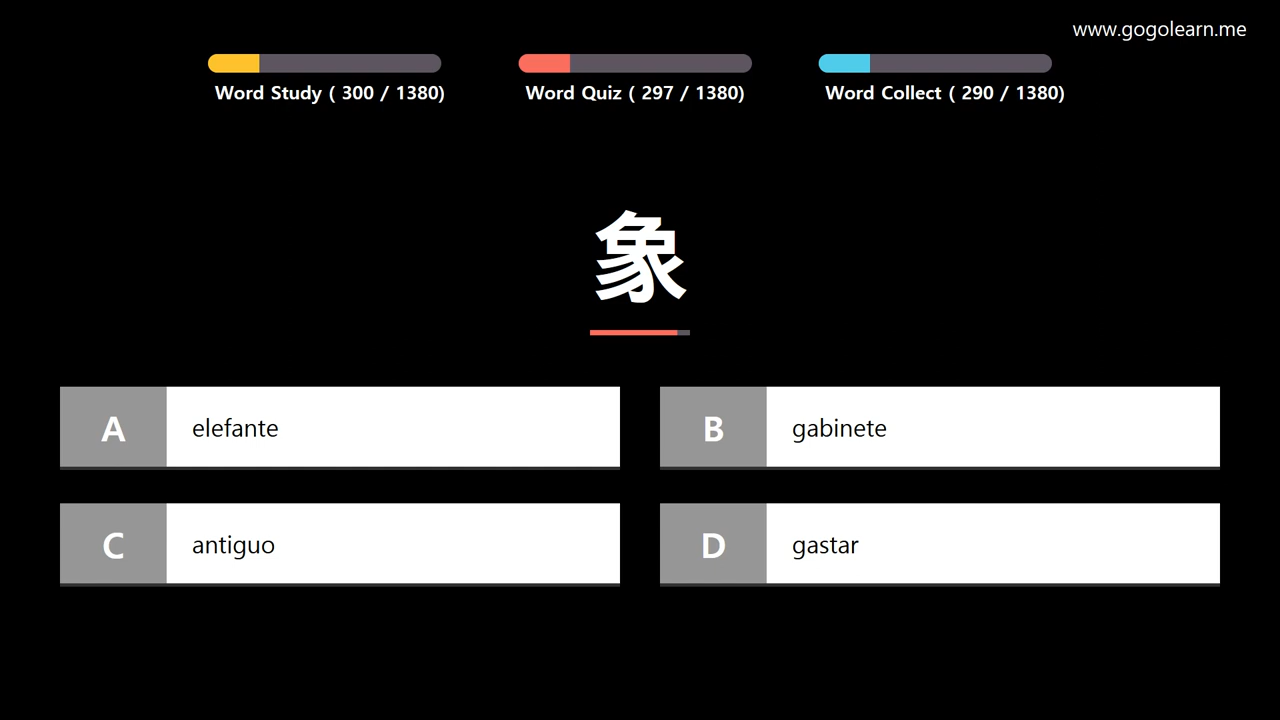 www.gogolearn.me
Word Study ( 300 / 1380)
Word Quiz ( 297 / 1380)
Word Collect ( 290 / 1380)
象
A elefante
B gabinete
C antiguo
D gastar